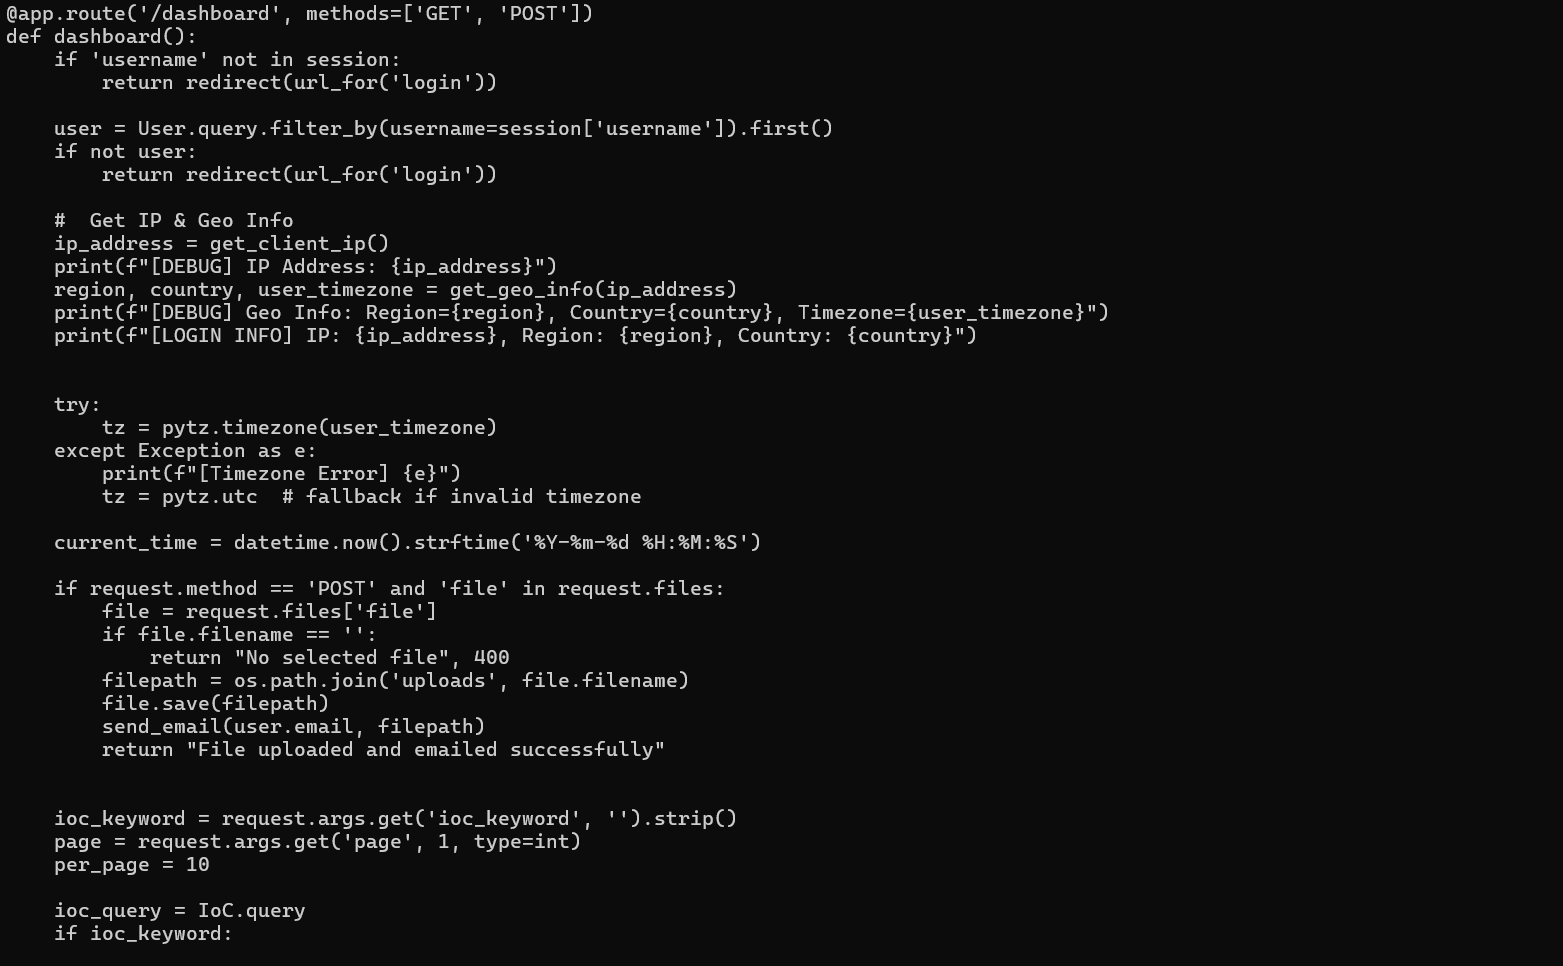 @app.route('/dashboard', methods=['GET', 'POST'])
def dashboard():
    if 'username' not in session:
        return redirect(url_for('login'))

    user = User.query.filter_by(username=session['username']).first()
    if not user:
        return redirect(url_for('login'))

    #  Get IP & Geo Info
    ip_address = get_client_ip()
    print(f"[DEBUG] IP Address: {ip_address}")
    region, country, user_timezone = get_geo_info(ip_address)
    print(f"[DEBUG] Geo Info: Region={region}, Country={country}, Timezone={user_timezone}")
    print(f"[LOGIN INFO] IP: {ip_address}, Region: {region}, Country: {country}")


    try:
        tz = pytz.timezone(user_timezone)
    except Exception as e:
        print(f"[Timezone Error] {e}")
        tz = pytz.utc  # fallback if invalid timezone

    current_time = datetime.now().strftime('%Y-%m-%d %H:%M:%S')

    if request.method == 'POST' and 'file' in request.files:
        file = request.files['file']
        if file.filename == '':
            return "No selected file", 400
        filepath = os.path.join('uploads', file.filename)
        file.save(filepath)
        send_email(user.email, filepath)
        return "File uploaded and emailed successfully"


    ioc_keyword = request.args.get('ioc_keyword', '').strip()
    page = request.args.get('page', 1, type=int)
    per_page = 10

    ioc_query = IoC.query
    if ioc_keyword: